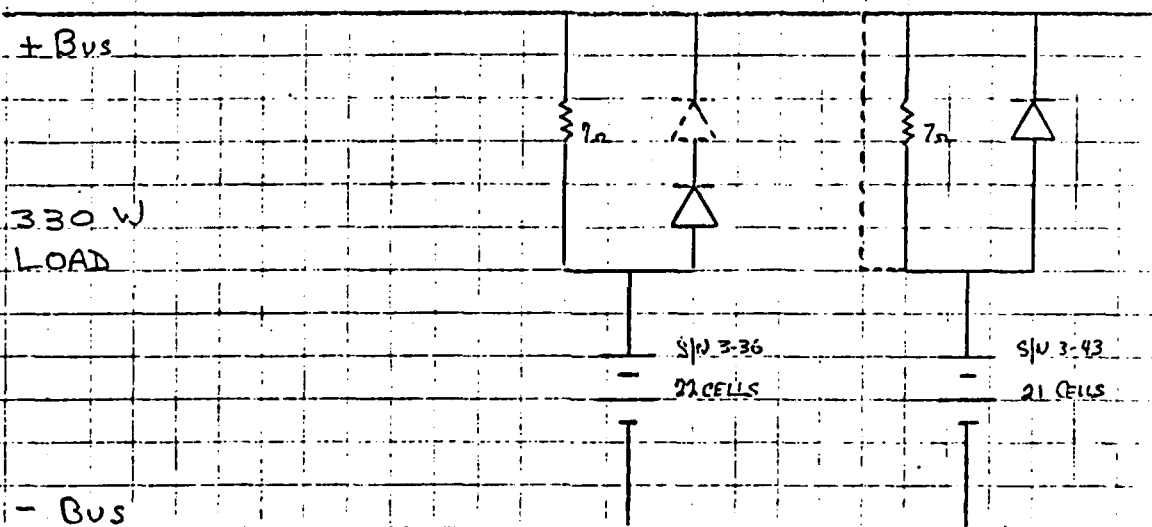 + Bus
7Ω
7Ω
330 W
LOAD
S/N 3-36
22 CELLS
S/N 3-43
21 CELLS
- Bus